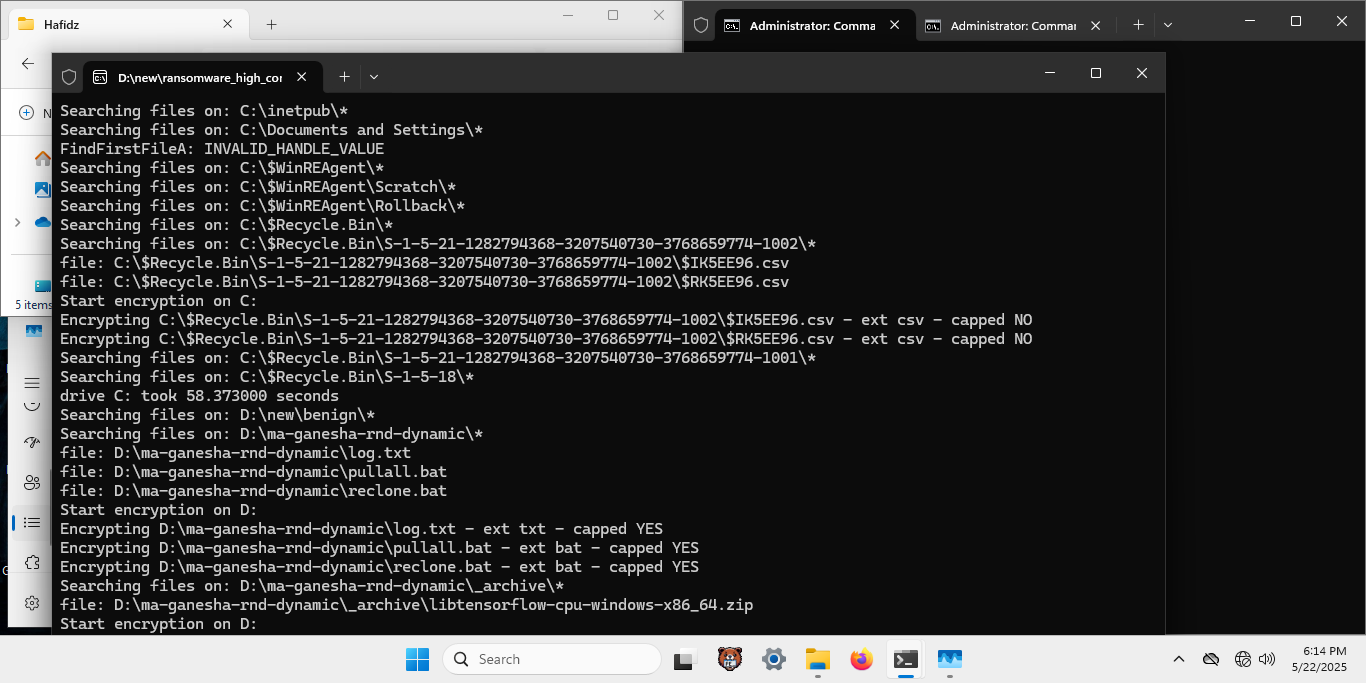 Hafidz
Administrator: Comma
Administrator: Commar
D:\new\ransomware_high_cor
N
5 items
Searching files on: C:\inetpub\*
Searching files on: C:\Documents and Settings\*
FindFirstFileA: INVALID_HANDLE_VALUE
Searching files on: C:\$WinREAgent\*
Searching files on: C:\$WinREAgent\Scratch\*
Searching files on: C:\$WinREAgent\Rollback\*
Searching files on: C:\$Recycle.Bin\*
Searching files on: C:\$Recycle.Bin\S-1-5-21-1282794368-3207540730-3768659774-1002\*
file: C:\$Recycle.Bin\S-1-5-21-1282794368-3207540730-3768659774-1002\$IK5EE96.csv
file: C:\$Recycle.Bin\S-1-5-21-1282794368-3207540730-3768659774-1002\$RK5EE96.csv
Start encryption on C:
Encrypting C:\$Recycle.Bin\S-1-5-21-1282794368-3207540730-3768659774-1002\$IK5EE96.csv - ext csv - capped NO
Encrypting C:\$Recycle.Bin\S-1-5-21-1282794368-3207540730-3768659774-1002\$RK5EE96.csv - ext csv - capped NO
Searching files on: C:\$Recycle.Bin\S-1-5-21-1282794368-3207540730-3768659774-1001\*
Searching files on: C:\$Recycle.Bin\S-1-5-18\*
drive C: took 58.373000 seconds
Searching files on: D:\new\benign\*
Searching files on: D:\ma-ganesha-rnd-dynamic\*
file: D:\ma-ganesha-rnd-dynamic\log.txt
file: D:\ma-ganesha-rnd-dynamic\pullall.bat
file: D:\ma-ganesha-rnd-dynamic\reclone.bat
Start encryption on D:
Encrypting D:\ma-ganesha-rnd-dynamic\log.txt - ext txt - capped YES
Encrypting D:\ma-ganesha-rnd-dynamic\pullall.bat - ext bat - capped YES
Encrypting D:\ma-ganesha-rnd-dynamic\reclone.bat - ext bat - capped YES
Searching files on: D:\ma-ganesha-rnd-dynamic\_archive\*
file: D:\ma-ganesha-rnd-dynamic\_archive\libtensorflow-cpu-windows-x86_64.zip
Start encryption on D:
Search
6:14 PM
5/22/2025